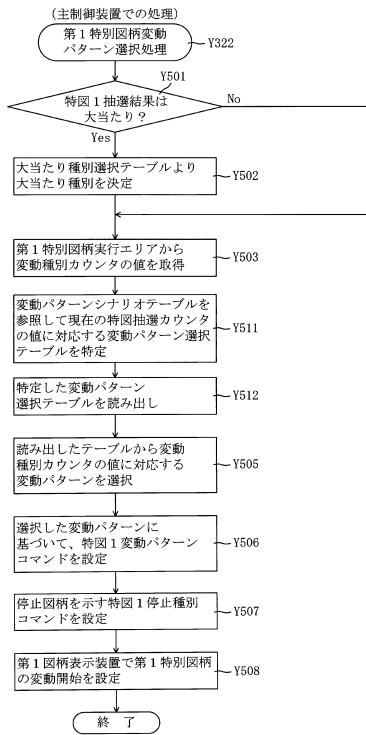 (主制御装置での処理)
第1特別図柄変動
パターン選択処理
Y322
Y501
特図1抽選結果は
大当たり？
No
Yes
大当たり種別選択テーブルより
大当たり種別を決定
Y502
第1特別図柄実行エリアから
変動種別カウンタの値を取得
Y503
変動パターンシナリオテーブルを
参照して現在の特図抽選カウンタ
の値に対応する変動パターン選択
テーブルを特定
Y511
特定した変動パターン
選択テーブルを読み出し
Y512
読み出したテーブルから変動
種別カウンタの値に対応する
変動パターンを選択
Y505
選択した変動パターンに
基づいて、特図1変動パターン
コマンドを設定
Y506
停止図柄を示す特図1停止種別
コマンドを設定
Y507
第1図柄表示装置で第1特別図柄
の変動開始を設定
Y508
終 了